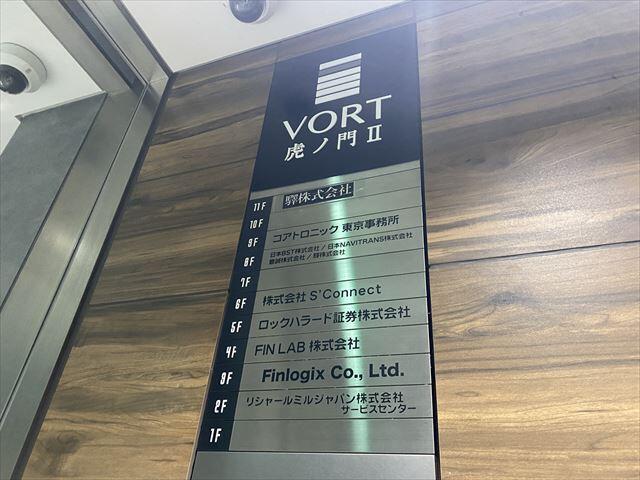 VORT
虎ノ門Ⅱ
11F 驛株式会社
10F
9F コアトロニック 東京事務所
8F 日本BST株式会社 / 日本NAVITRANS株式会社
7F
6F 株式会社 S'Connect
5F ロックハラード証券株式会社
4F FIN LAB 株式会社
3F Finlogix Co., Ltd.
2F リシャールミルジャパン株式会社
サービスセンター
1F